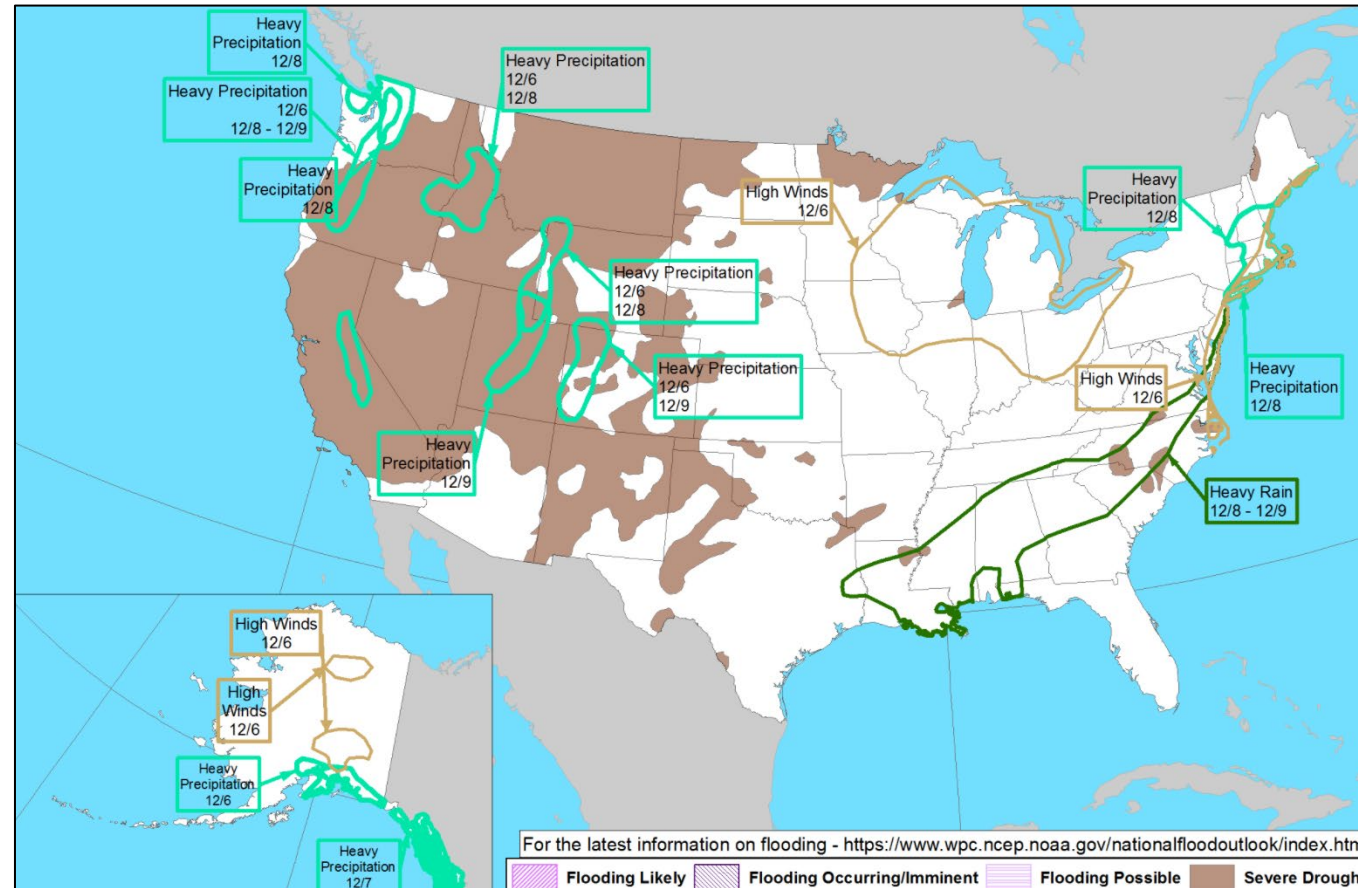 Heavy
Precipitation
12/8
Heavy Precipitation
12/6
12/8 - 12/9
Heavy
Precipitation
12/8
Heavy Precipitation
12/6
12/8
High Winds
12/6
Heavy
Precipitation
12/8
Heavy Precipitation
12/6
12/8
Heavy Precipitation
12/6
12/9
Heavy
Precipitation
12/9
High Winds
12/6
Heavy
Precipitation
12/8
Heavy Rain
12/8 - 12/9
High Winds
12/6
High
Winds
12/6
Heavy
Precipitation
12/6
Heavy
Precipitation
12/7
For the latest information on flooding - https://www.wpc.ncep.noaa.gov/nationalfloodoutlook/index.htm
Flooding Likely
Flooding Occurring/Imminent
Flooding Possible
Severe Drough